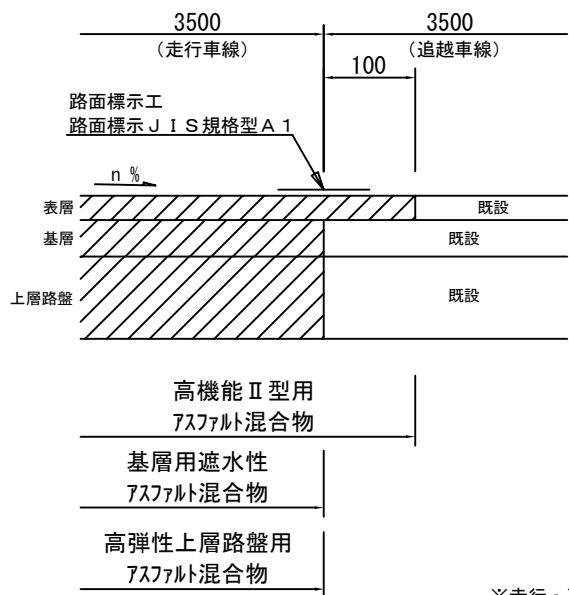 3500 3500
（走行車線） （追越車線）
100
路面標示工
路面標示ＪＩＳ規格型Ａ１
n %
表層 既設
基層 既設
上層路盤 既設
高機能Ⅱ型用
ｱｽﾌｧﾙﾄ混合物
基層用遮水性
ｱｽﾌｧﾙﾄ混合物
高弾性上層路盤用
ｱｽﾌｧﾙﾄ混合物
※走行・